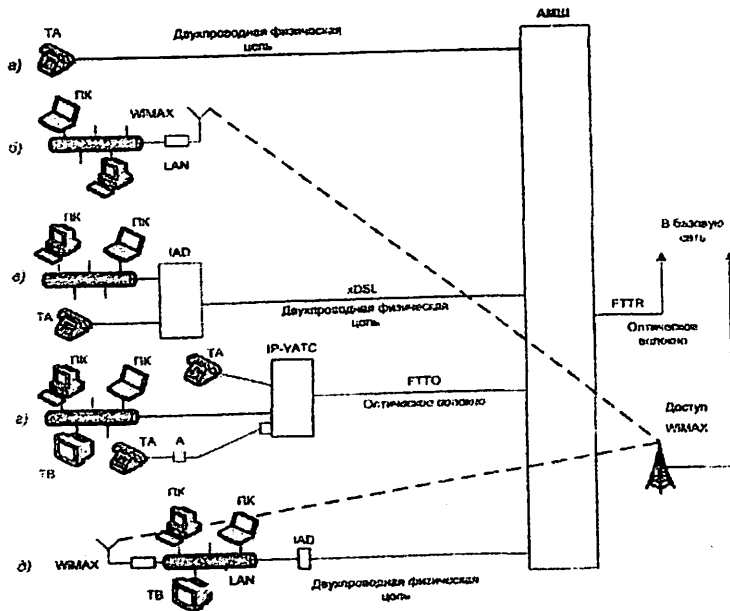 АМШ
ТА
Двухпроводная физическая
цепь
а)
ПК
WIMAX
б)
LAN
ПК
ПК
IAD
в)
xDSL
Двухпроводная физическая
цепь
ТА
В базовую
сеть
FTTR
Оптическое
волокно
IP-УАТС
ТА
ПК
ПК
FTTO
Оптическое волокно
г)
ТА
А
ТВ
Доступ
WIMAX
ПК
ПК
IAD
д)
WIMAX
LAN
ТВ
Двухпроводная физическая
цепь